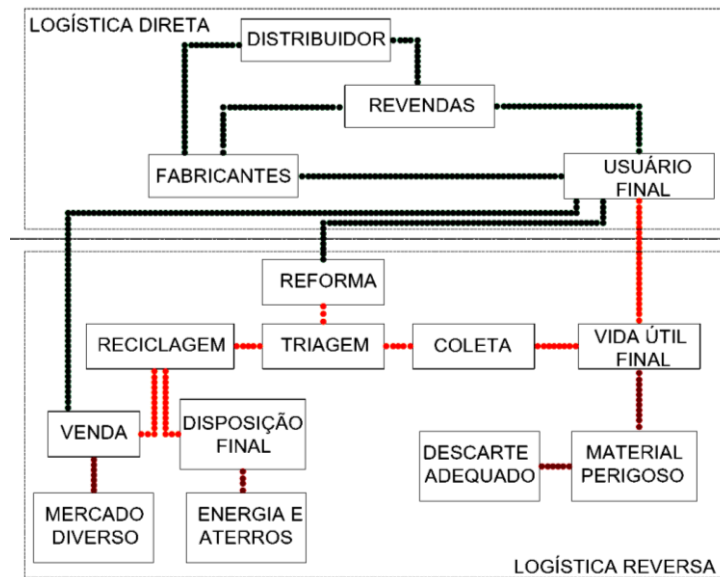 LOGÍSTICA DIRETA
DISTRIBUIDOR
REVENDAS
FABRICANTES
USUÁRIO
FINAL
REFORMA
RECICLAGEM
TRIAGEM
COLETA
VIDA ÚTIL
FINAL
VENDA
DISPOSIÇÃO
FINAL
DESCARTE
ADEQUADO
MATERIAL
PERIGOSO
MERCADO
DIVERSO
ENERGIA E
ATERROS
LOGÍSTICA REVERSA